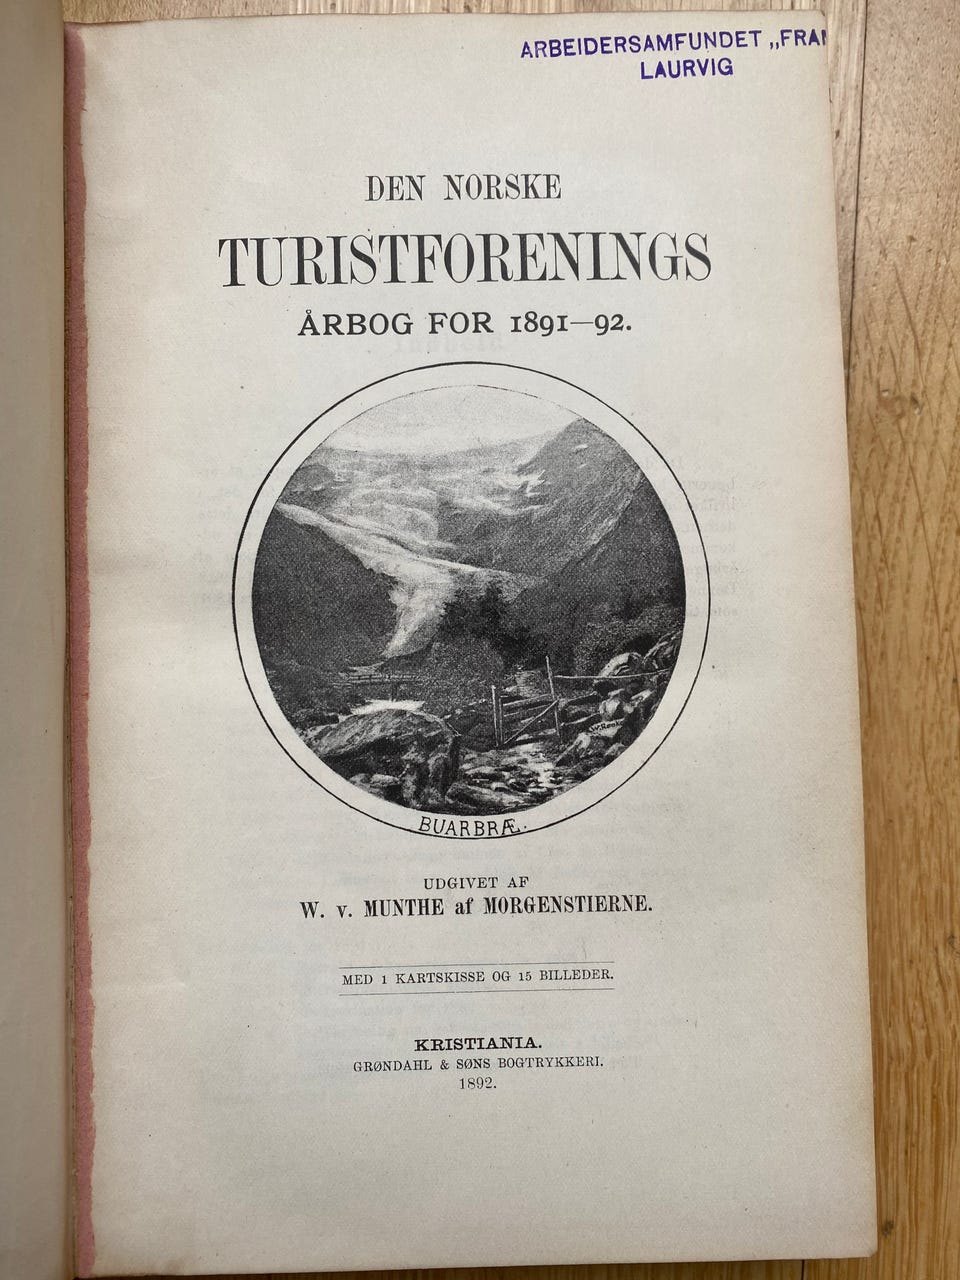 ARBEIDERSAMFUNDET „FRAM
LAURVIG
DEN NORSKE
TURISTFORENINGS
ÅRBOG FOR 1891—92.
BUARBRÆ.
UDGIVET AF
W. v. MUNTHE af MORGENSTIERNE.
MED 1 KARTSKISSE OG 15 BILLEDER.
KRISTIANIA.
GRØNDAHL & SØNS BOGTRYKKERI.
1892.